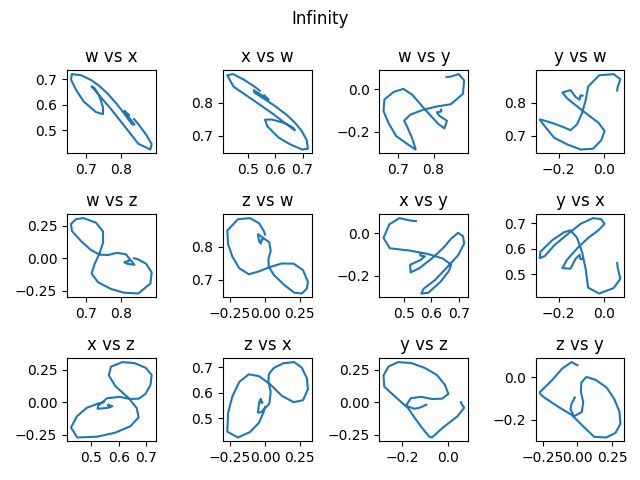 Infinity
w vs x
x vs w
w vs y
y vs w
0.7
0.6
0.5
0.7 0.8
0.8
0.7
0.5 0.6 0.7
0.0
−0.2
0.7 0.8
0.8
0.7
−0.2 0.0
w vs z
z vs w
x vs y
y vs x
0.25
0.00
−0.25
0.7 0.8
0.8
0.7
−0.25 0.00 0.25
0.0
−0.2
0.5 0.6 0.7
0.7
0.6
0.5
−0.2 0.0
x vs z
z vs x
y vs z
z vs y
0.25
0.00
−0.25
0.5 0.6 0.7
0.7
0.6
0.5
−0.25 0.00 0.25
0.25
0.00
−0.25
−0.2 0.0
0.0
−0.2
−0.25 0.00 0.25